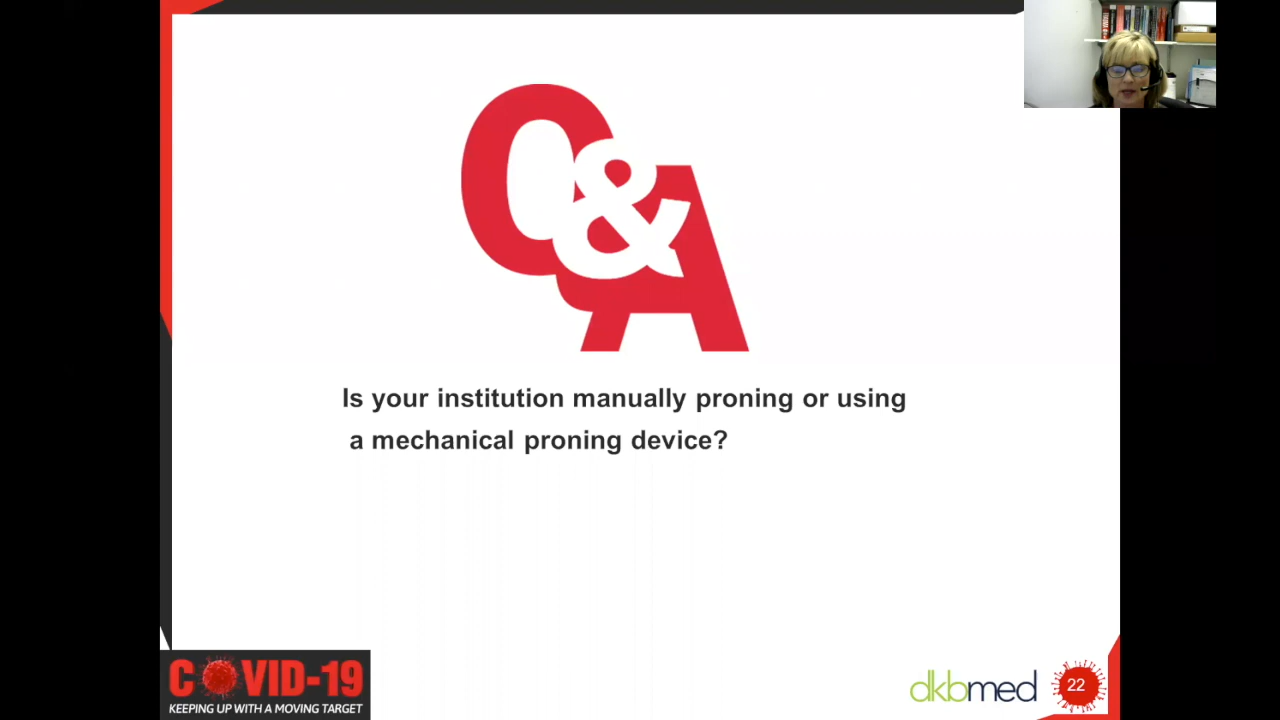 Q&A
Is your institution manually proning or using
a mechanical proning device?
COVID-19
KEEPING UP WITH A MOVING TARGET
dkbmed
22